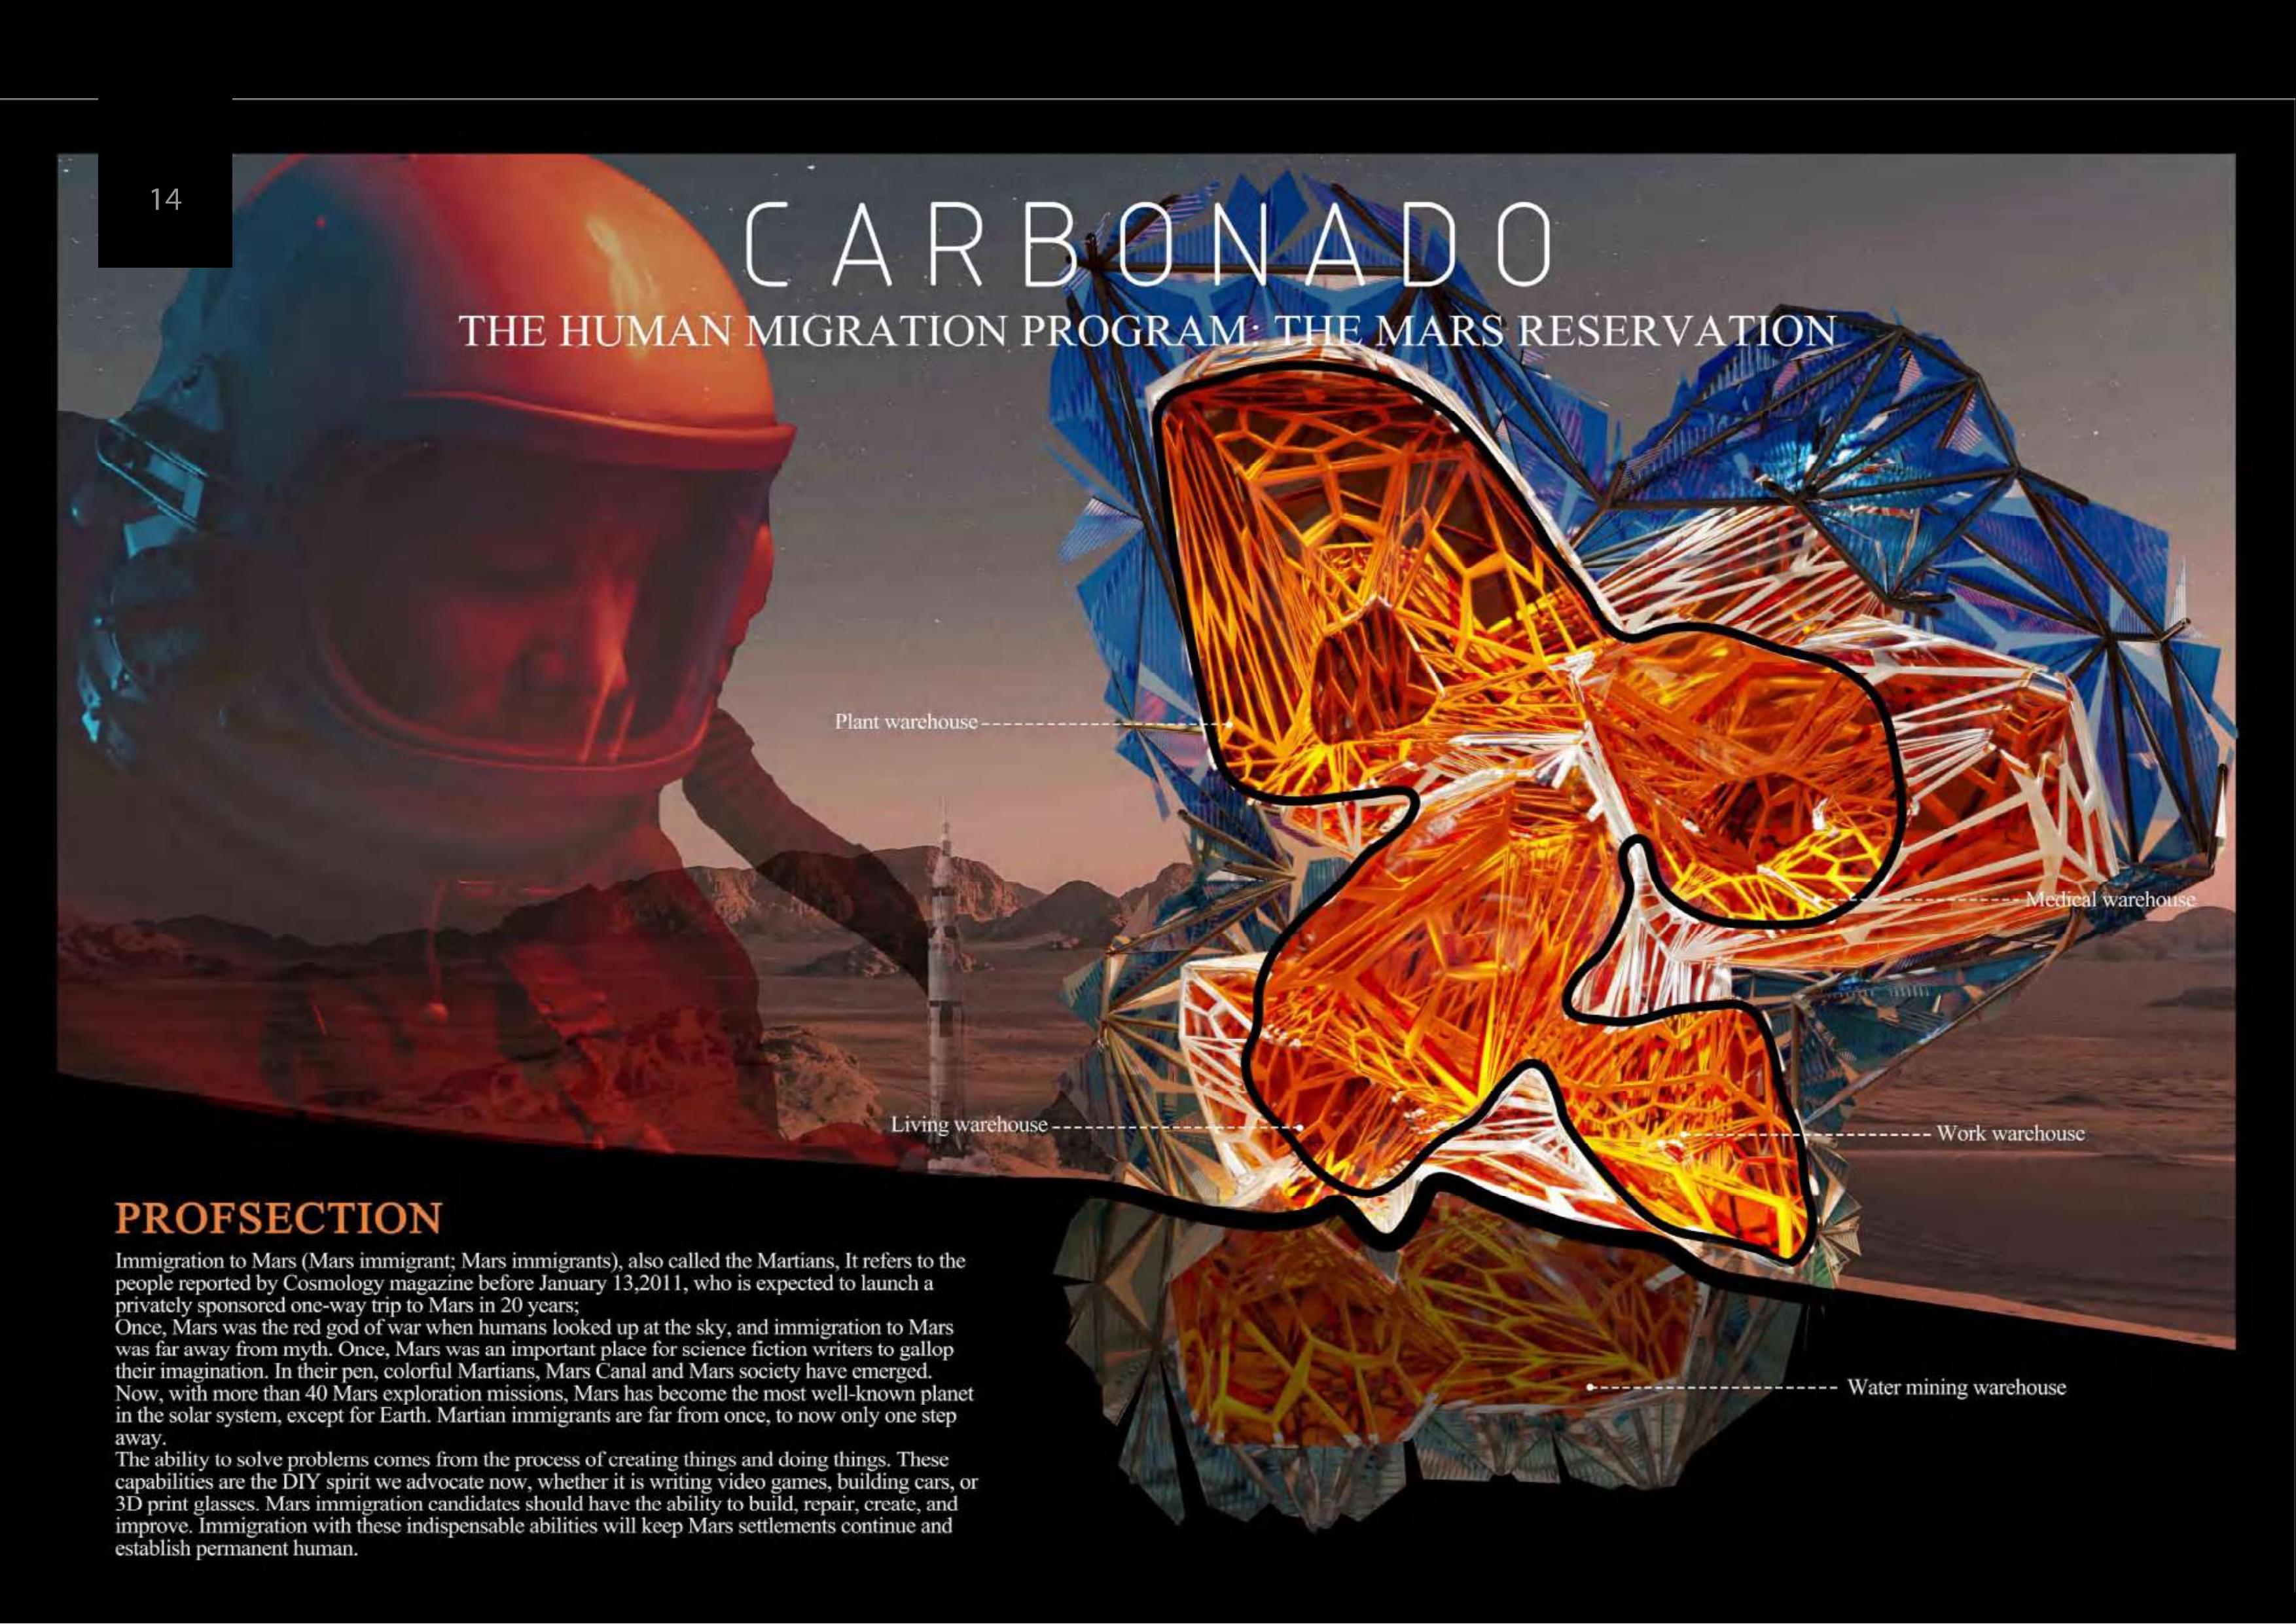 14
CARBONADO
THE HUMAN MIGRATION PROGRAM: THE MARS RESERVATION
Plant warehouse
Medical warehouse
Living warehouse
Work warehouse
Water mining warehouse
PROFSECTION
Immigration to Mars (Mars immigrant; Mars immigrants), also called the Martians, It refers to the
people reported by Cosmology magazine before January 13,2011, who is expected to launch a
privately sponsored one-way trip to Mars in 20 years;
Once, Mars was the red god of war when humans looked up at the sky, and immigration to Mars
was far away from myth. Once, Mars was an important place for science fiction writers to gallop
their imagination. In their pen, colorful Martians, Mars Canal and Mars society have emerged.
Now, with more than 40 Mars exploration missions, Mars has become the most well-known planet
in the solar system, except for Earth. Martian immigrants are far from once, to now only one step
away.
The ability to solve problems comes from the process of creating things and doing things. These
capabilities are the DIY spirit we advocate now, whether it is writing video games, building cars, or
3D print glasses. Mars immigration candidates should have the ability to build, repair, create, and
improve. Immigration with these indispensable abilities will keep Mars settlements continue and
establish permanent human.